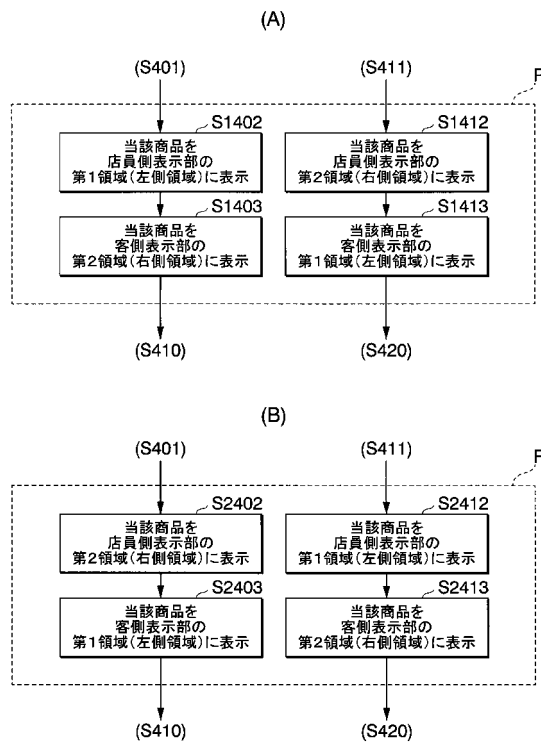 (A)
(S401)
(S411)
F
S1402
S1412
当該商品を
店員側表示部の
第1領域(左側領域)に表示
当該商品を
店員側表示部の
第2領域(右側領域)に表示
S1403
S1413
当該商品を
客側表示部の
第2領域(右側領域)に表示
当該商品を
客側表示部の
第1領域(左側領域)に表示
(S410)
(S420)
(B)
(S401)
(S411)
F
S2402
S2412
当該商品を
店員側表示部の
第2領域(右側領域)に表示
当該商品を
店員側表示部の
第1領域(左側領域)に表示
S2403
S2413
当該商品を
客側表示部の
第1領域(左側領域)に表示
当該商品を
客側表示部の
第2領域(右側領域)に表示
(S410)
(S420)